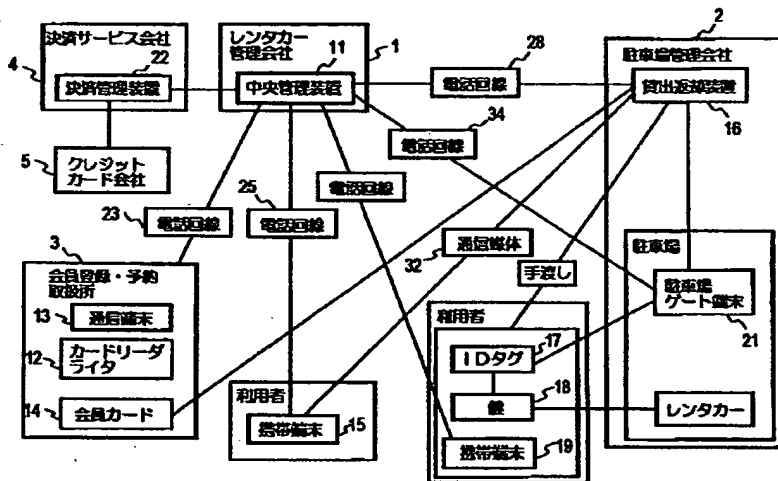 決済サービス会社
22
4
決済管理装置
5
クレジット
カード会社
レンタカー
管理会社
1
11
中央管理装置
28
電話回線
34
電話回線
電話回線
23
電話回線
25
電話回線
2
駐車場管理会社
貸出返却装置
16
32
通信媒体
手渡し
3
会員登録・予約
取扱所
13
通信端末
12
カードリーダ
ライタ
14
会員カード
利用者
携帯端末
15
利用者
17
IDタグ
18
鍵
携帯端末
19
駐車場
駐車場
ゲート端末
21
レンタカー